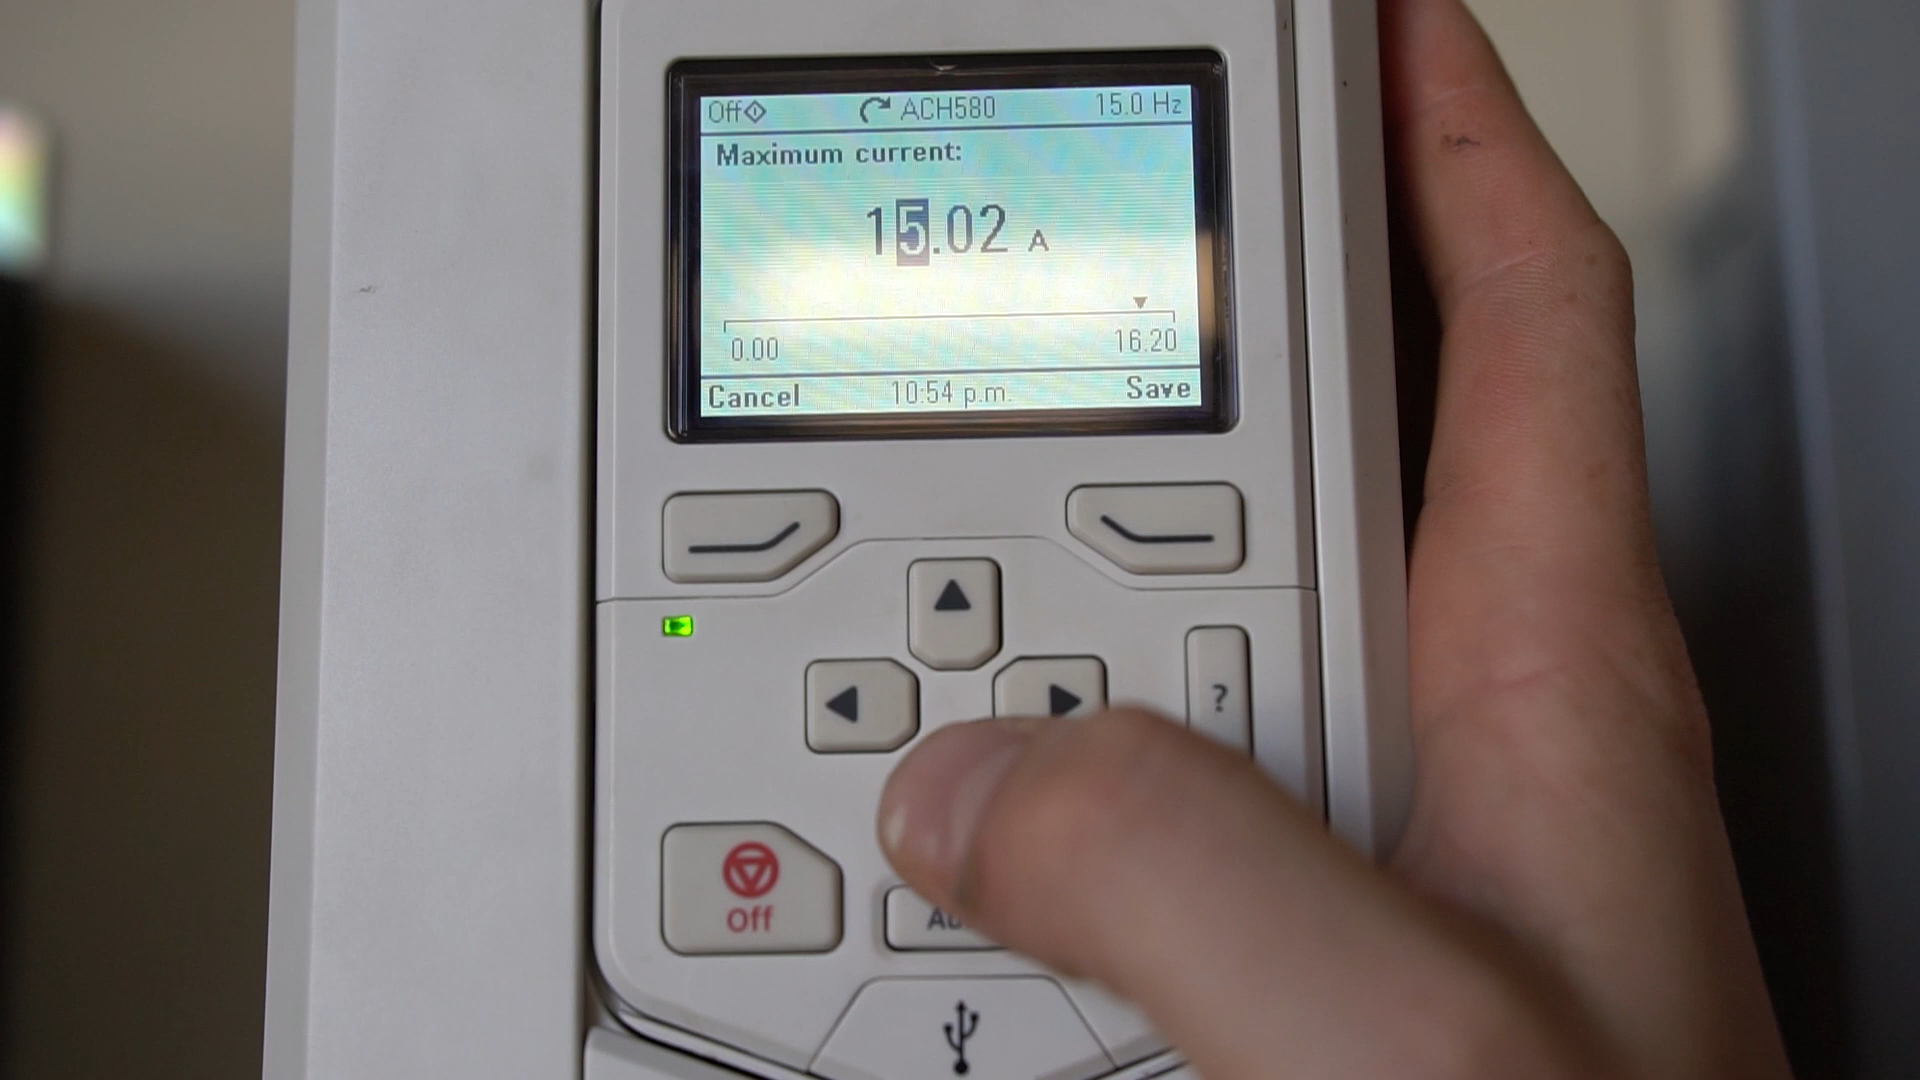 Off ACH580 15.0 Hz
Maximum current:
15.02 A
0.00 16.20
Cancel 10:54 p.m. Save
?
Off